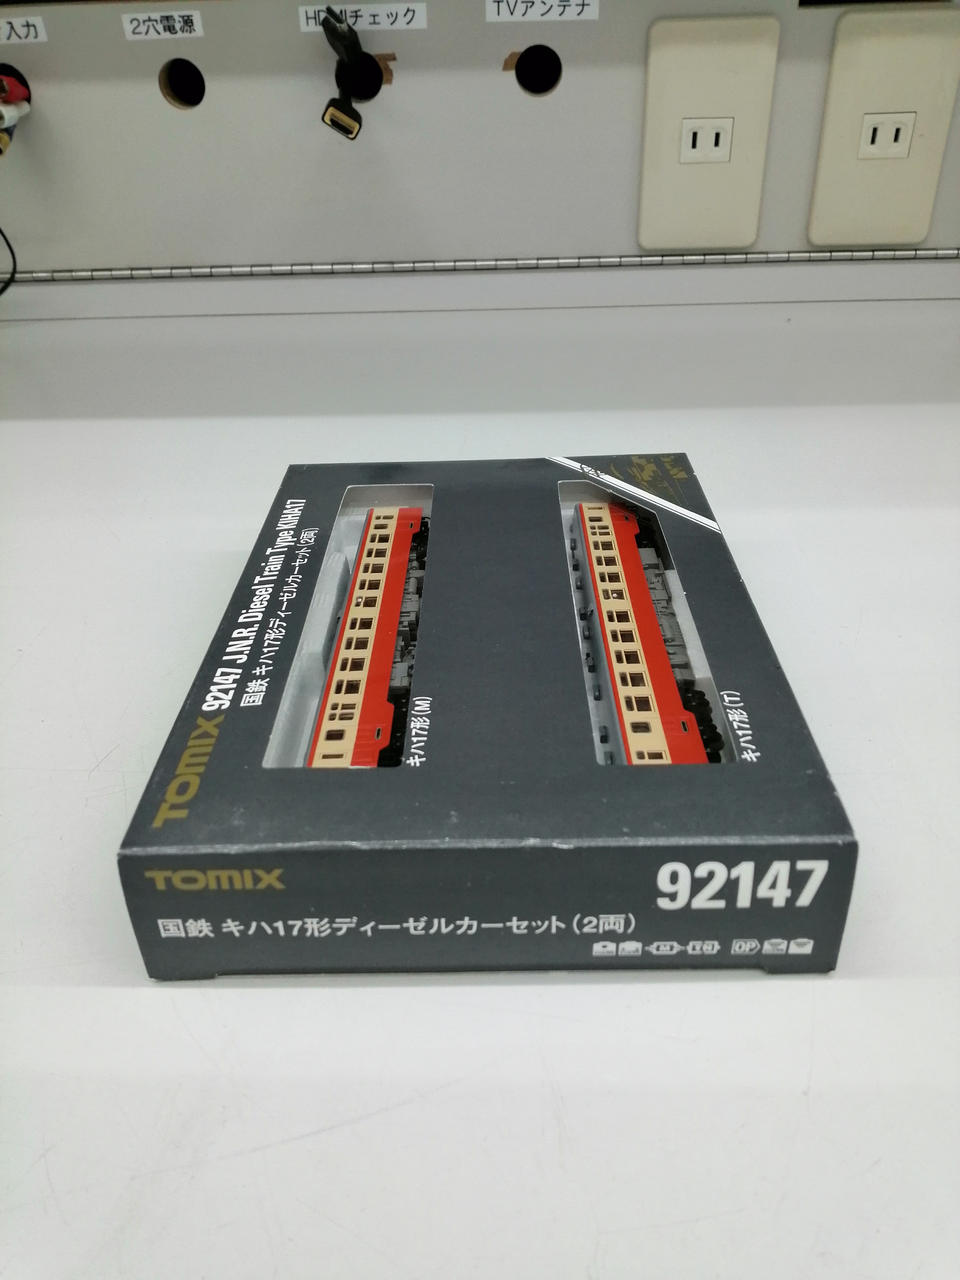 入力
2穴電源
HDMIチェック
TVアンテナ
TOMIX 92147 J.N.R. Diesel Train Type KIHA17
国鉄 キハ17形ディーゼルカーセット(2両)
キハ17形(M)
キハ17形(T)
TOMIX
92147
国鉄 キハ17形ディーゼルカーセット(2両)
M
TN
OP